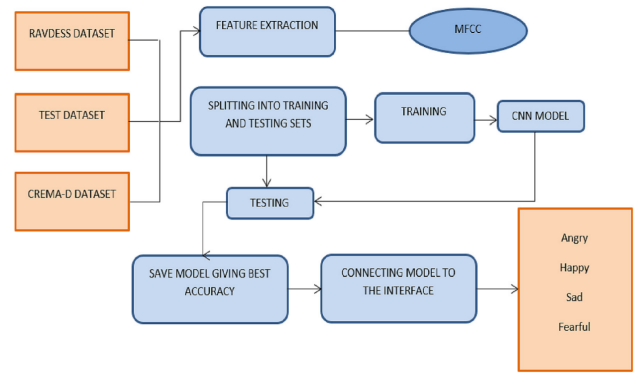 RAVDESS DATASET
TEST DATASET
CREMA-D DATASET
FEATURE EXTRACTION
MFCC
SPLITTING INTO TRAINING
AND TESTING SETS
TRAINING
CNN MODEL
TESTING
SAVE MODEL GIVING BEST
ACCURACY
CONNECTING MODEL TO
THE INTERFACE
Angry
Happy
Sad
Fearful